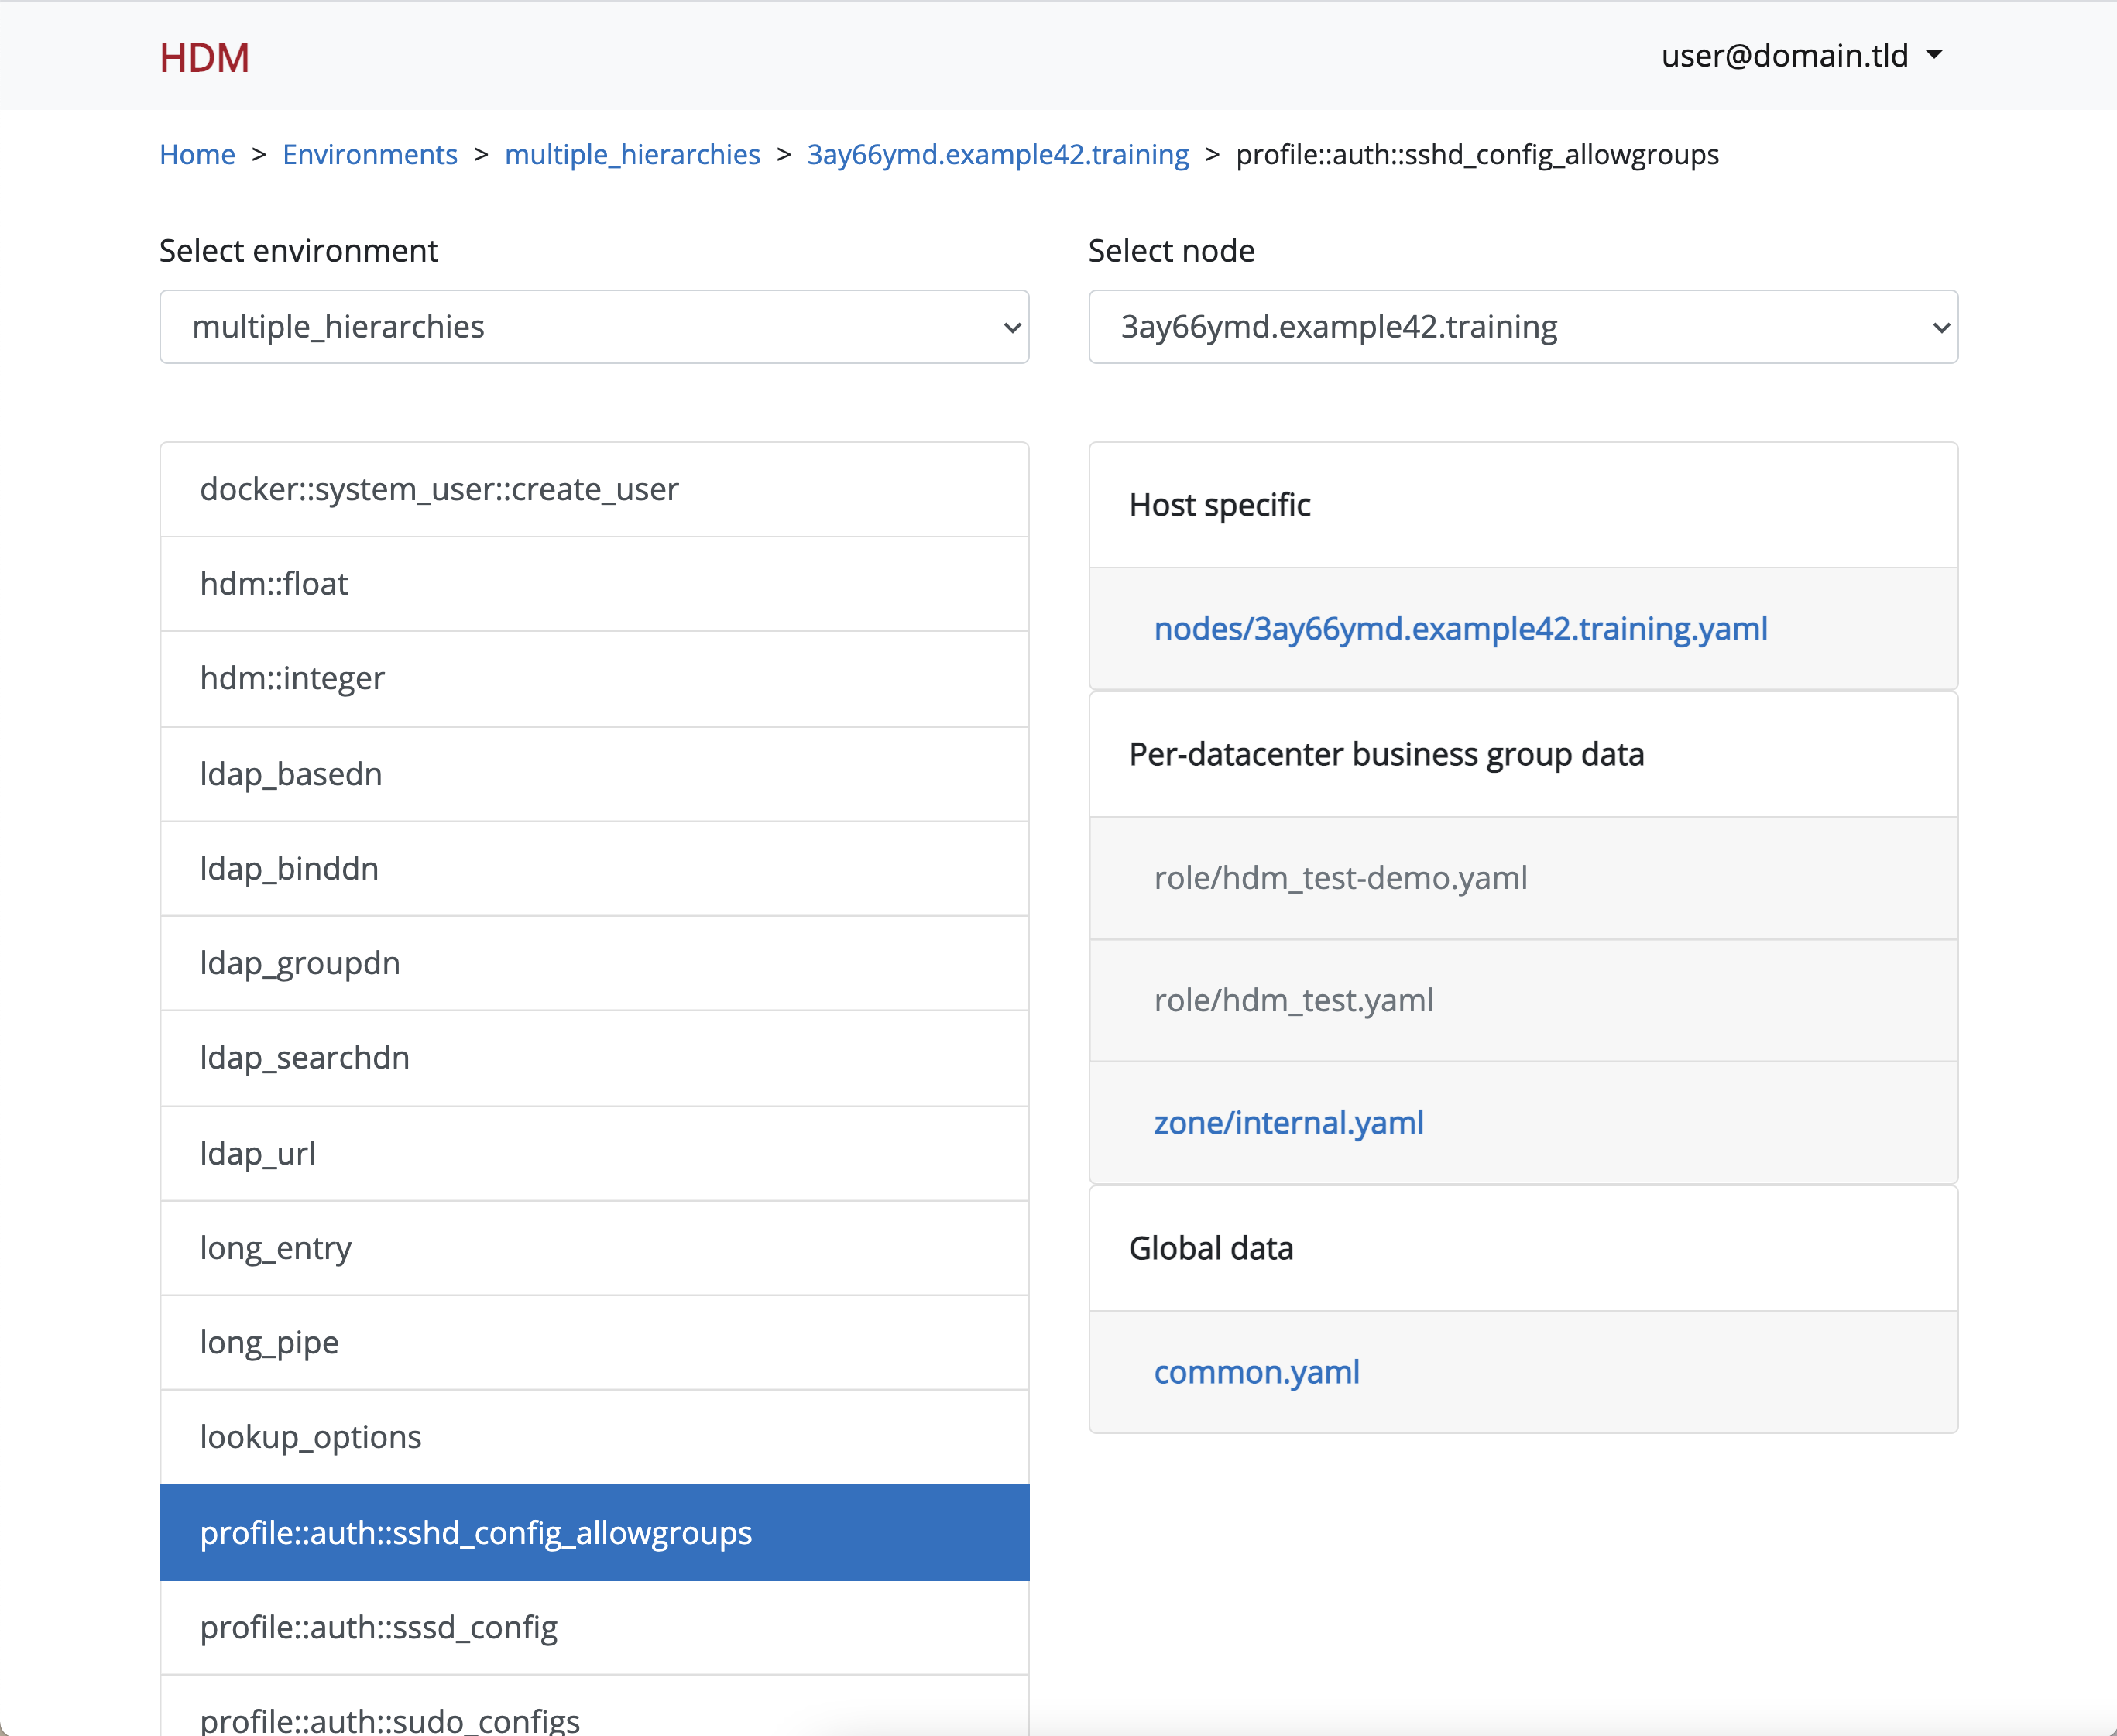 HDM
user@domain.tld
Home > Environments > multiple_hierarchies > 3ay66ymd.example42.training > profile::auth::sshd_config_allowgroups
Select environment
multiple_hierarchies
Select node
3ay66ymd.example42.training
docker::system_user::create_user
hdm::float
hdm::integer
ldap_basedn
ldap_binddn
ldap_groupdn
ldap_searchdn
ldap_url
long_entry
long_pipe
lookup_options
profile::auth::sshd_config_allowgroups
profile::auth::sssd_config
profile::auth::sudo_configs
Host specific
nodes/3ay66ymd.example42.training.yaml
Per-datacenter business group data
role/hdm_test-demo.yaml
role/hdm_test.yaml
zone/internal.yaml
Global data
common.yaml